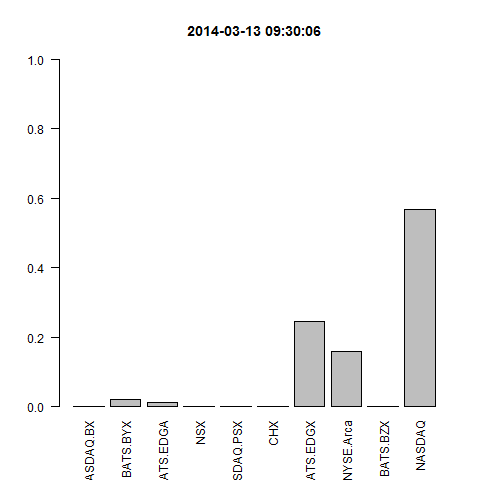 2014-03-13 09:30:06
1.0
0.8
0.6
0.4
0.2
0.0
ASDAQ.BX
BATS.BYX
ATS.EDGA
NSX
SDAQ.PSX
CHX
ATS.EDGX
NYSE.Arca
BATS.BZX
NASDAQ